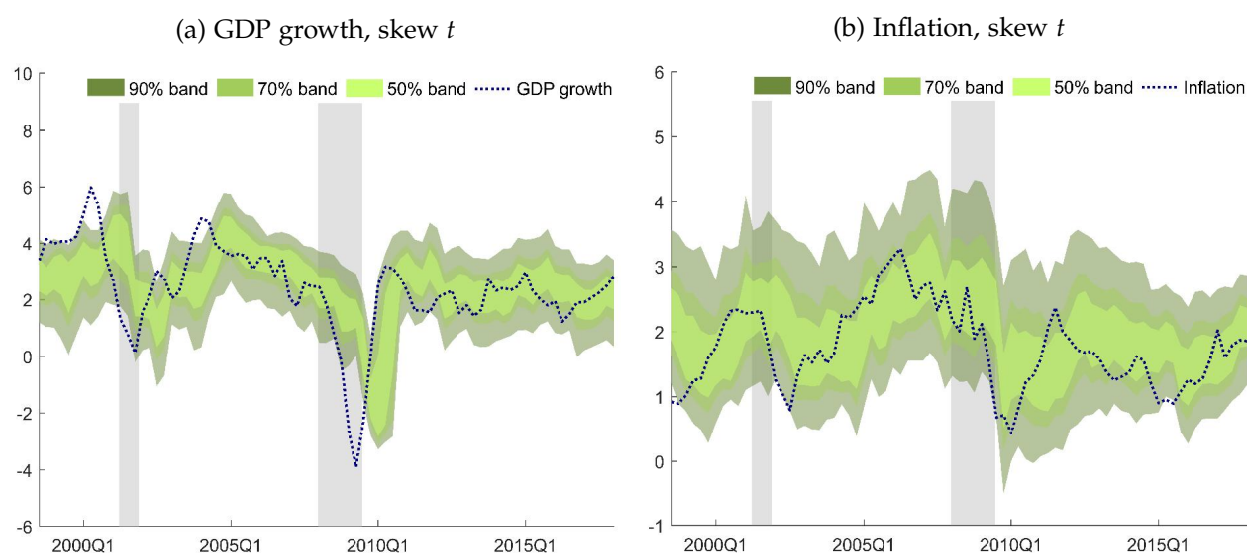 (a) GDP growth, skew t
10
8
6
4
2
0
-2
-4
-6
90% band 70% band 50% band GDP growth
2000Q1 2005Q1 2010Q1 2015Q1
(b) Inflation, skew t
6
5
4
3
2
1
0
-1
90% band 70% band 50% band Inflation
2000Q1 2005Q1 2010Q1 2015Q1